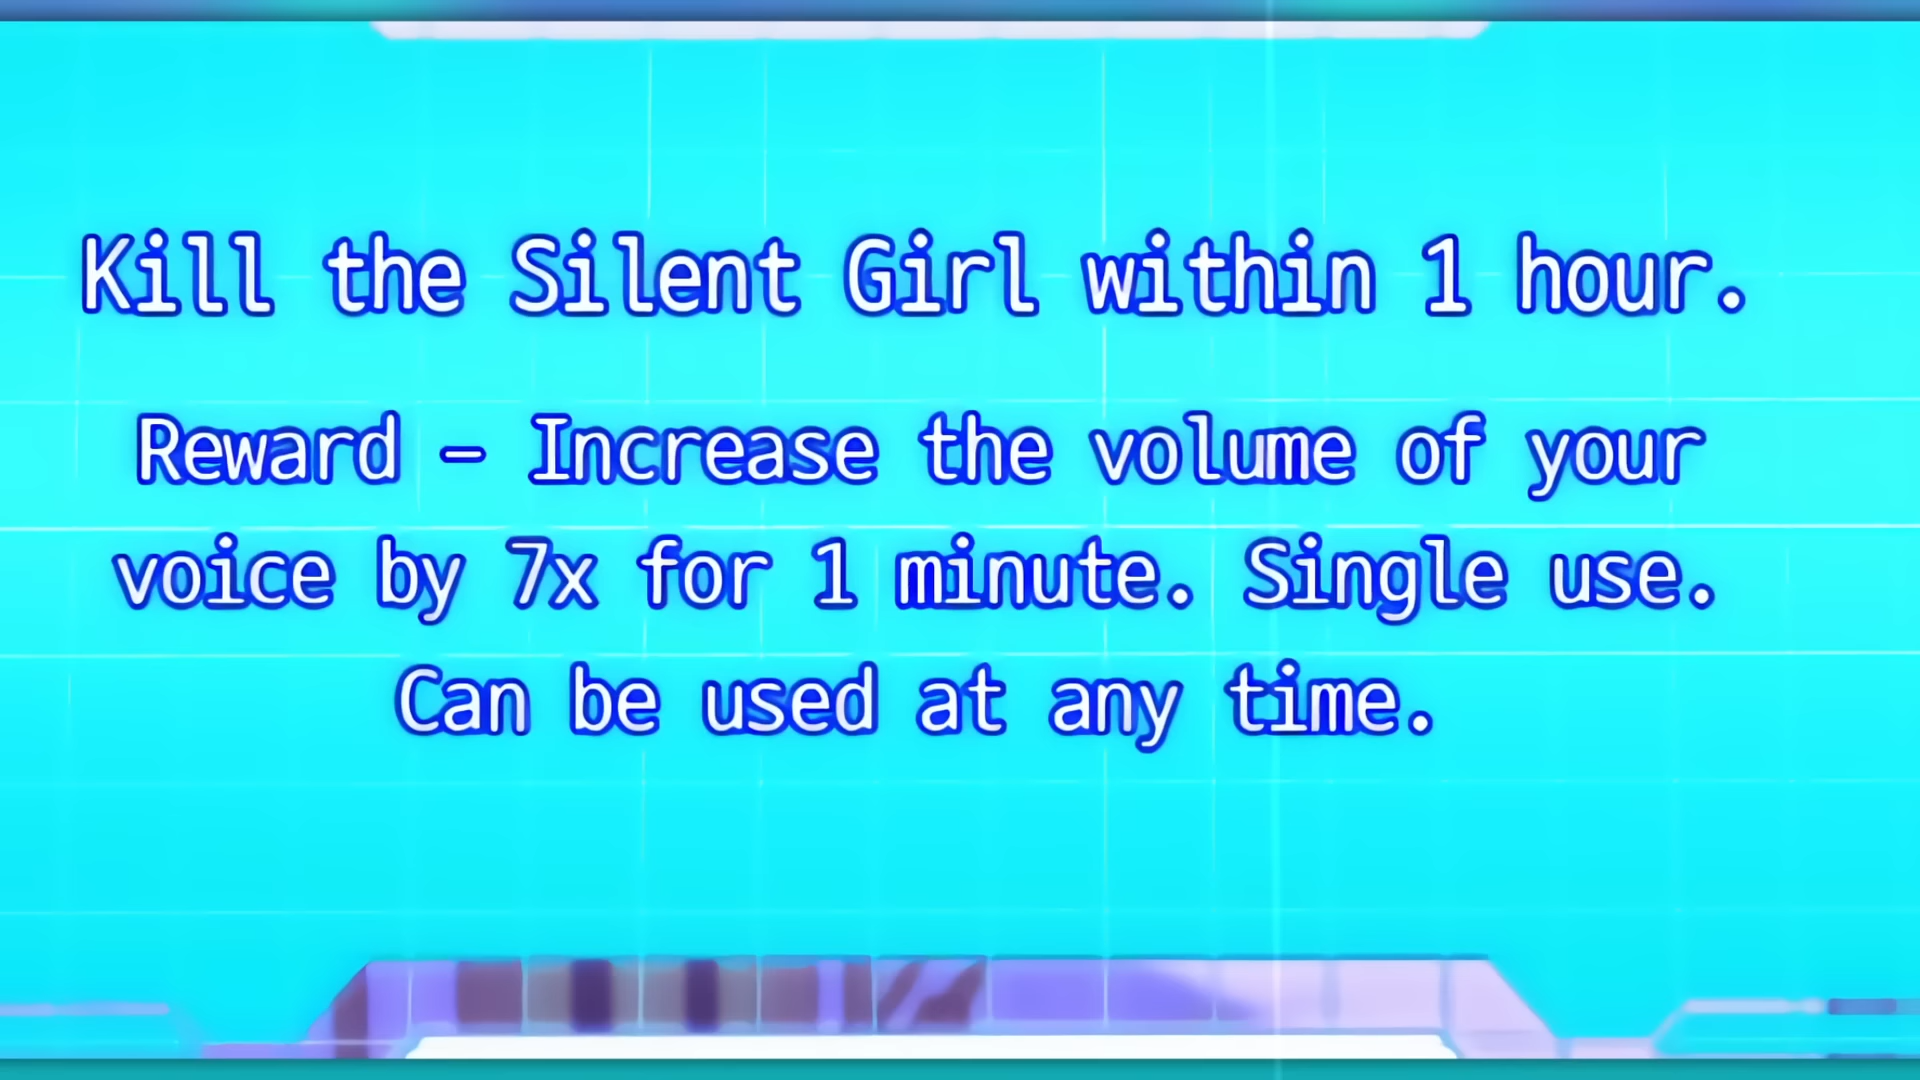 Kill the Silent Girl within 1 hour.
Reward – Increase the volume of your
voice by 7x for 1 minute. Single use.
Can be used at any time.